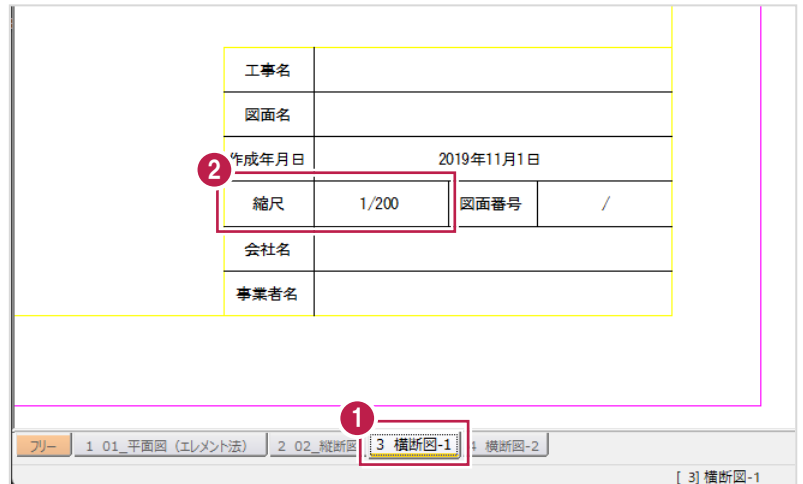 工事名
図面名
作成年月日 2019年11月1日
2
縮尺 1/200 図面番号 /
会社名
事業者名
1
フリー 1 01_平面図（エレメント法） 2 02_縦断図 3 横断図-1 4 横断図-2
[ 3] 横断図-1